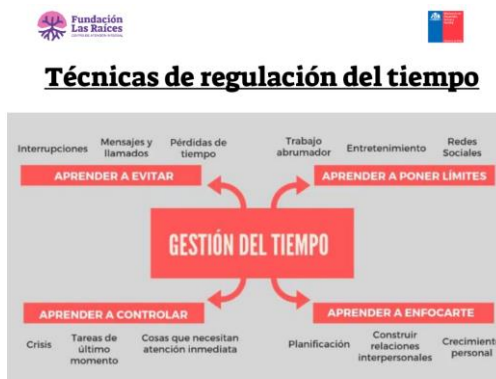 Fundación
Las Raíces
Técnicas de regulación del tiempo
Interrupciones
Mensajes y
llamados
Pérdidas de
tiempo
APRENDER A EVITAR
Trabajo
abrumador
Entretenimiento
Redes
Sociales
APRENDER A PONER LÍMITES
GESTIÓN DEL TIEMPO
APRENDER A CONTROLAR
Crisis
Tareas de
último
momento
Cosas que necesitan
atención inmediata
APRENDER A ENFOCARTE
Planificación
Construir
relaciones
interpersonales
Crecimiento
personal